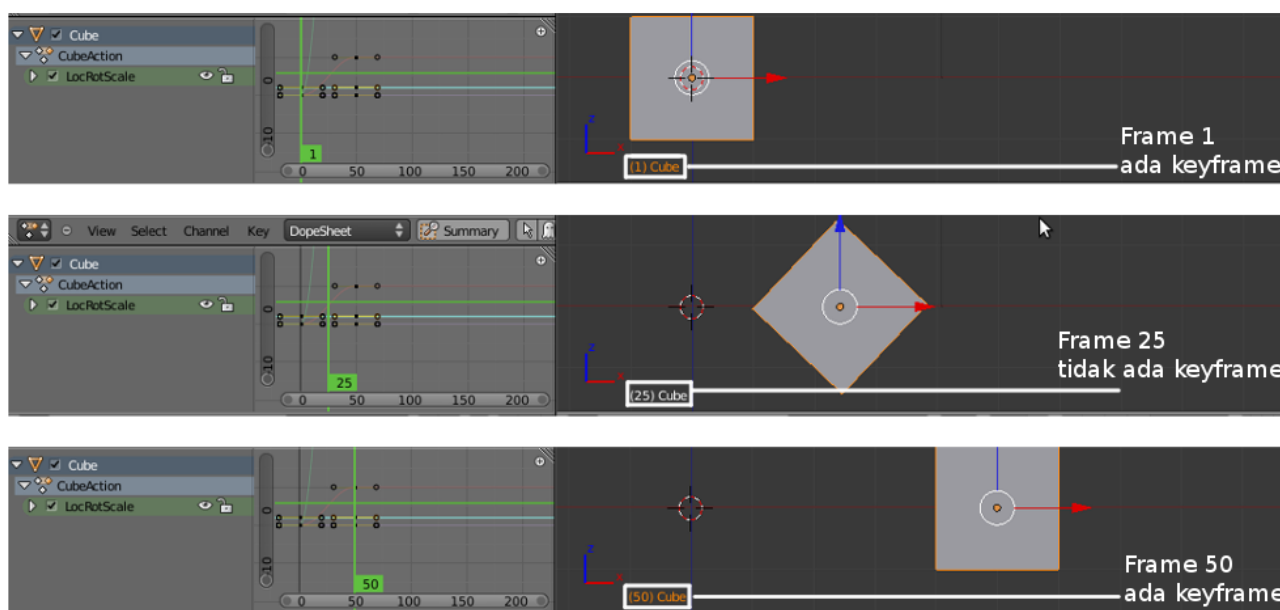 Cube
CubeAction
LocRotScale
0
-10
1
0 50 100 150 200
z
x
(1) Cube
Frame 1
ada keyframe
View Select Channel Key DopeSheet Summary
Cube
CubeAction
LocRotScale
0
-10
25
0 50 100 150 200
z
x
(25) Cube
Frame 25
tidak ada keyframe
Cube
CubeAction
LocRotScale
0
-10
50
0 50 100 150 200
z
x
(50) Cube
Frame 50
ada keyframe